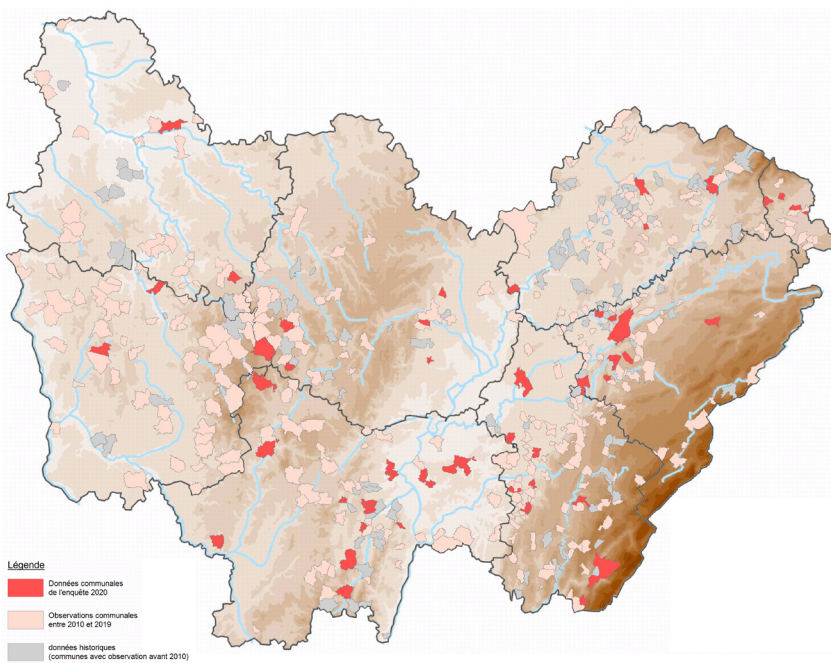 Légende
Données communales
de l'enquête 2020
Observations communales
entre 2010 et 2019
données historiques
(communes avec observation avant 2010)